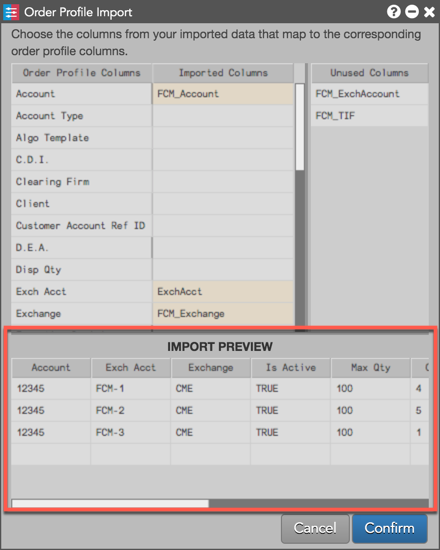 Order Profile Import
Choose the columns from your imported data that map to the corresponding
order profile columns.
Order Profile Columns Imported Columns Unused Columns
Account FCM_Account FCM_ExchAccount
Account Type FCM_TIF
Algo Template
C.D.I.
Clearing Firm
Client
Customer Account Ref ID
D.E.A.
Disp Qty
Exch Acct ExchAcct
Exchange FCM_Exchange
IMPORT PREVIEW
Account Exch Acct Exchange Is Active Max Qty
12345 FCM-1 CME TRUE 100 4
12345 FCM-2 CME TRUE 100 5
12345 FCM-3 CME TRUE 100 1
Cancel Confirm